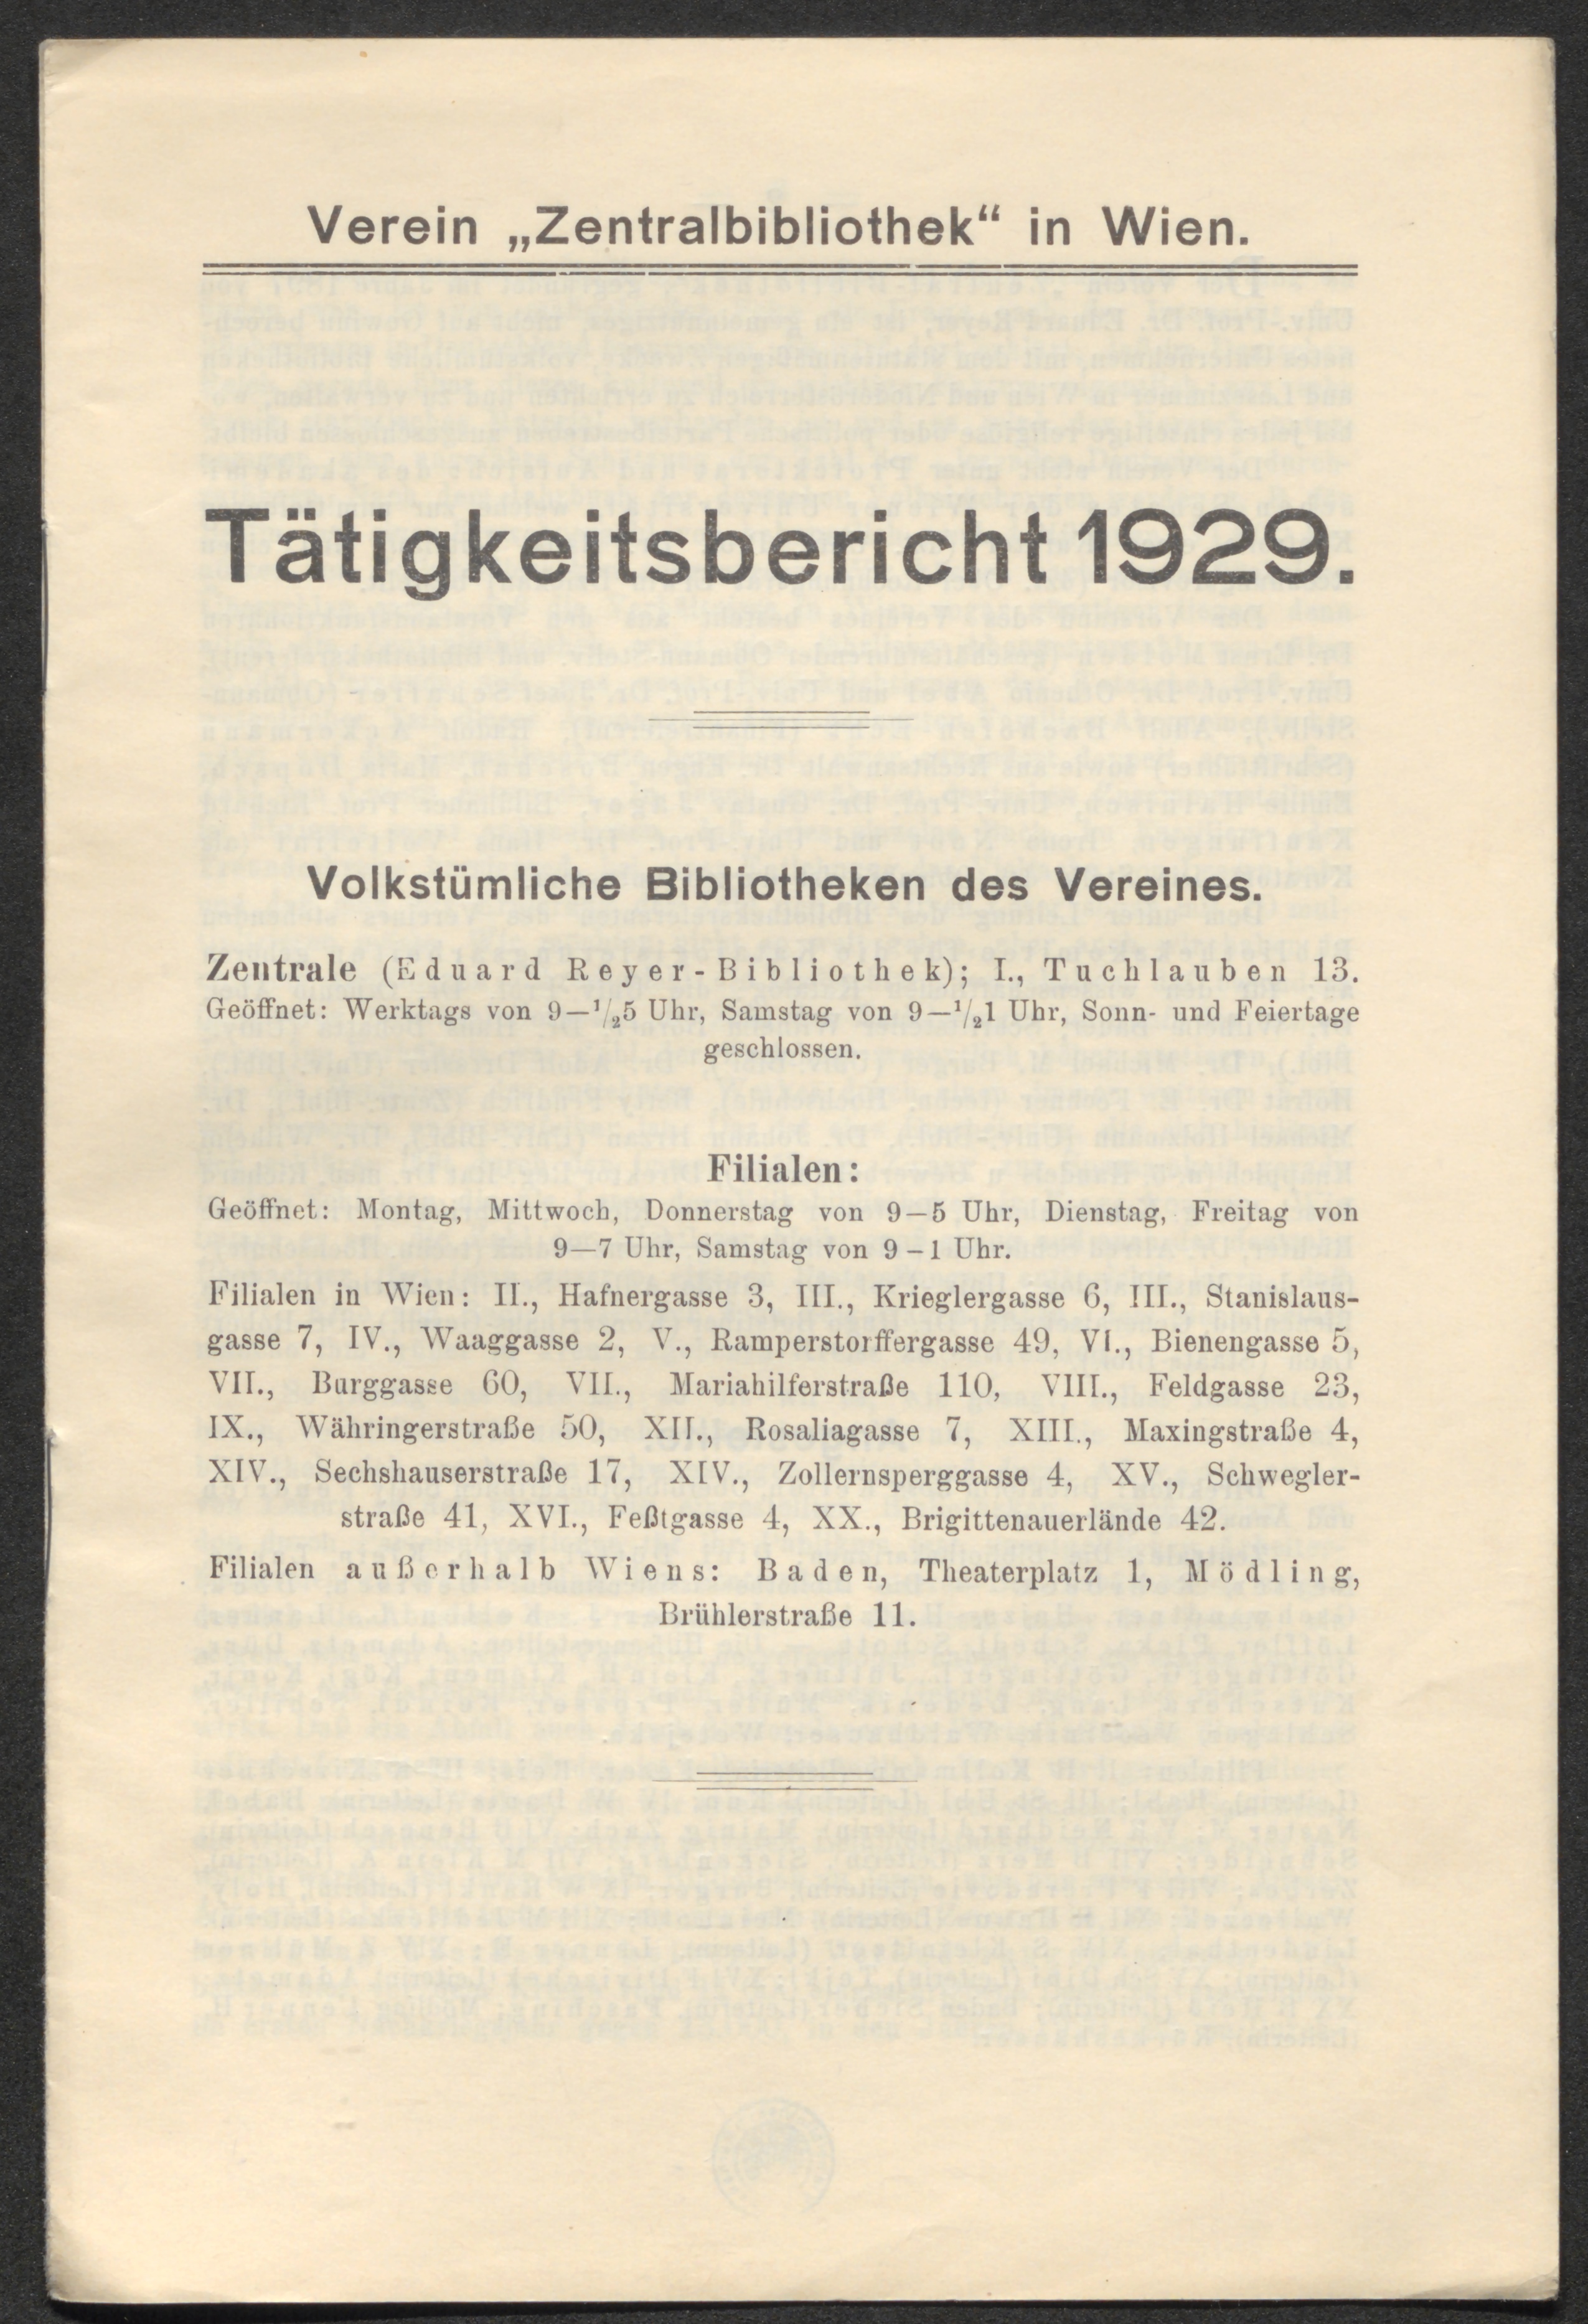 Verein „Zentralbibliothek“ in Wien.
Tätigkeitsbericht 1929.
Volkstümliche Bibliotheken des Vereines.
Zentrale (Eduard Reyer-Bibliothek); I., Tuchlauben 13.
Geöffnet: Werktags von 9—1/25 Uhr, Samstag von 9—1/21 Uhr, Sonn- und Feiertage
geschlossen.
Filialen:
Geöffnet: Montag, Mittwoch, Donnerstag von 9—5 Uhr, Dienstag, Freitag von
9—7 Uhr, Samstag von 9–1 Uhr.
Filialen in Wien: II., Hafnergasse 3, III., Krieglergasse 6, III., Stanislaus-
gasse 7, IV., Waaggasse 2, V., Ramperstorffergasse 49, VI., Bienengasse 5,
VII., Burggasse 60, VII., Mariahilferstraße 110, VIII., Feldgasse 23,
IX., Währingerstraße 50, XII., Rosaliagasse 7, XIII., Maxingstraße 4,
XIV., Sechshauserstraße 17, XIV., Zollernsperggasse 4, XV., Schwegler-
straße 41, XVI., Feßtgasse 4, XX., Brigittenauerlände 42.
Filialen außerhalb Wiens: Baden, Theaterplatz 1, Mödling,
Brühlerstraße 11.